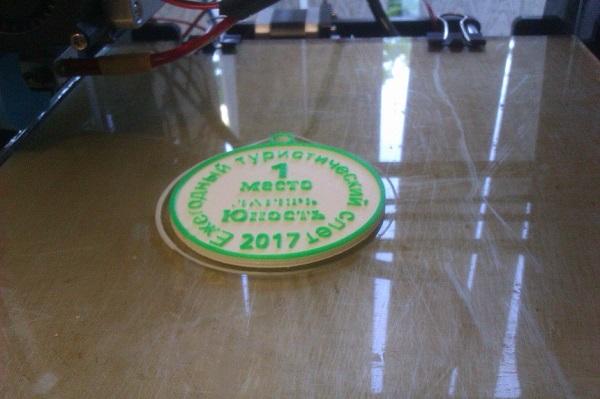 Ежегодный туристический слет
1
место
лагерь
Юность
2017